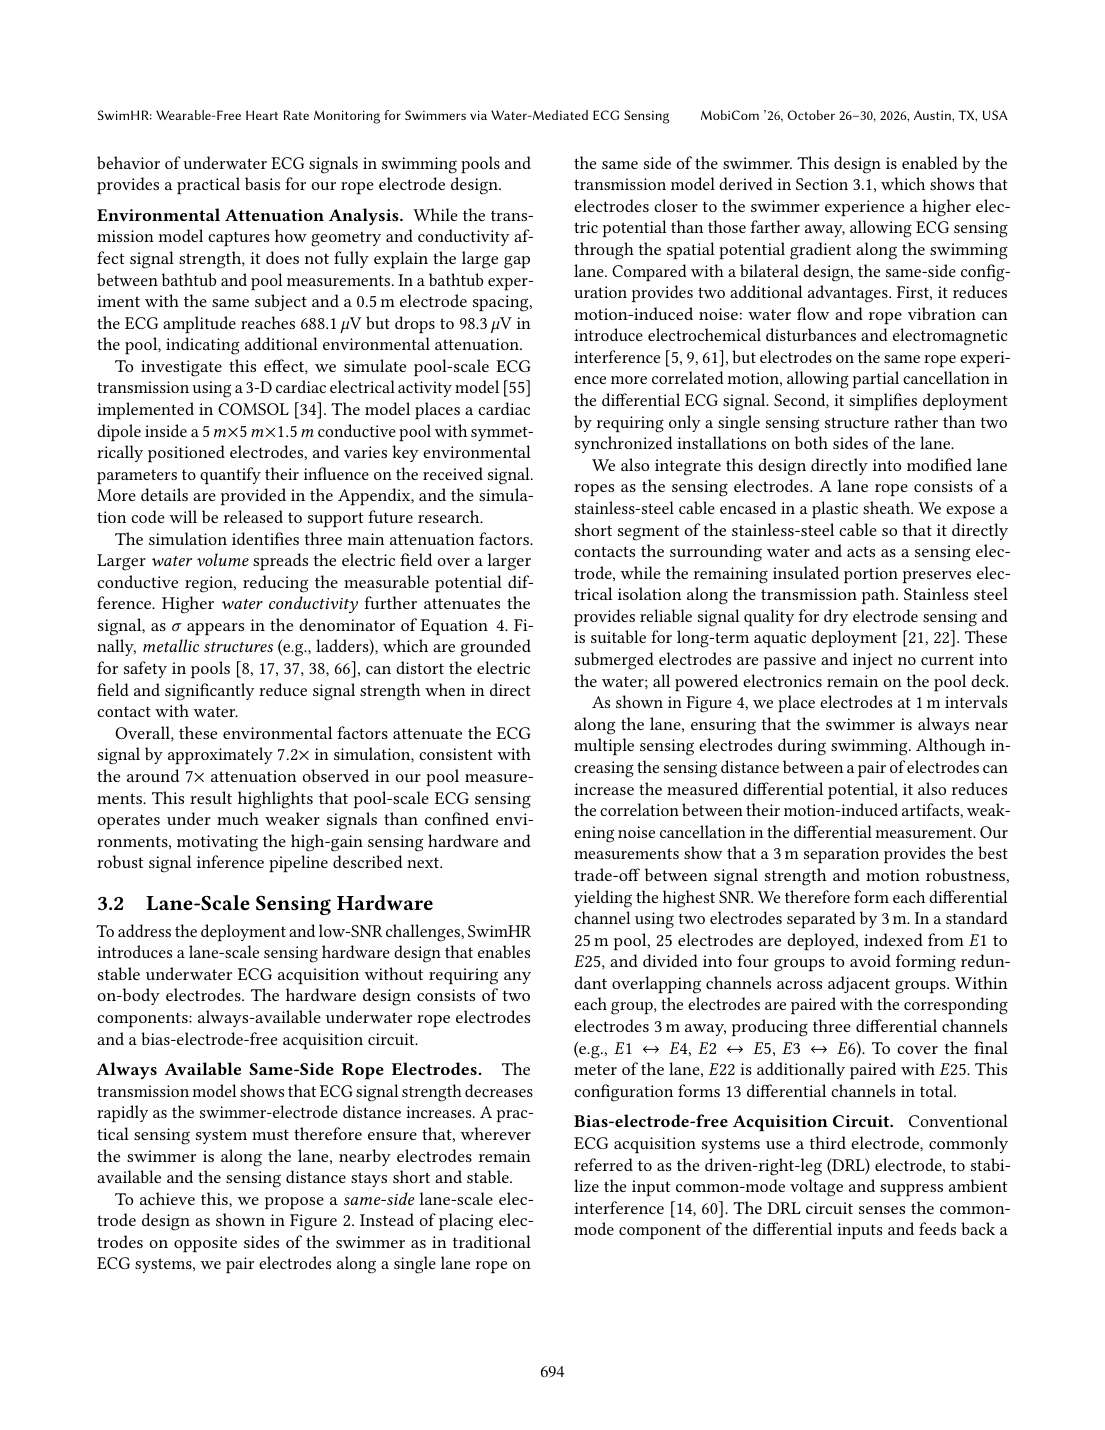 SwimHR: Wearable-Free Heart Rate Monitoring for Swimmers via Water-Mediated ECG Sensing MobiCom ’26, October 26–30, 2026, Austin, TX, USA
behavior of underwater ECG signals in swimming pools and
provides a practical basis for our rope electrode design.
Environmental Attenuation Analysis. While the trans-
mission model captures how geometry and conductivity af-
fect signal strength, it does not fully explain the large gap
between bathtub and pool measurements. In a bathtub exper-
iment with the same subject and a 0.5 m electrode spacing,
the ECG amplitude reaches 688.1 μV but drops to 98.3 μV in
the pool, indicating additional environmental attenuation.
To investigate this effect, we simulate pool-scale ECG
transmission using a 3-D cardiac electrical activity model [55]
implemented in COMSOL [34]. The model places a cardiac
dipole inside a 5 m×5 m×1.5 m conductive pool with symmet-
rically positioned electrodes, and varies key environmental
parameters to quantify their influence on the received signal.
More details are provided in the Appendix, and the simula-
tion code will be released to support future research.
The simulation identifies three main attenuation factors.
Larger water volume spreads the electric field over a larger
conductive region, reducing the measurable potential dif-
ference. Higher water conductivity further attenuates the
signal, as σ appears in the denominator of Equation 4. Fi-
nally, metallic structures (e.g., ladders), which are grounded
for safety in pools [8, 17, 37, 38, 66], can distort the electric
field and significantly reduce signal strength when in direct
contact with water.
Overall, these environmental factors attenuate the ECG
signal by approximately 7.2× in simulation, consistent with
the around 7× attenuation observed in our pool measure-
ments. This result highlights that pool-scale ECG sensing
operates under much weaker signals than confined envi-
ronments, motivating the high-gain sensing hardware and
robust signal inference pipeline described next.
3.2 Lane-Scale Sensing Hardware
To address the deployment and low-SNR challenges, SwimHR
introduces a lane-scale sensing hardware design that enables
stable underwater ECG acquisition without requiring any
on-body electrodes. The hardware design consists of two
components: always-available underwater rope electrodes
and a bias-electrode-free acquisition circuit.
Always Available Same-Side Rope Electrodes. The
transmission model shows that ECG signal strength decreases
rapidly as the swimmer-electrode distance increases. A prac-
tical sensing system must therefore ensure that, wherever
the swimmer is along the lane, nearby electrodes remain
available and the sensing distance stays short and stable.
To achieve this, we propose a same-side lane-scale elec-
trode design as shown in Figure 2. Instead of placing elec-
trodes on opposite sides of the swimmer as in traditional
ECG systems, we pair electrodes along a single lane rope on
the same side of the swimmer. This design is enabled by the
transmission model derived in Section 3.1, which shows that
electrodes closer to the swimmer experience a higher elec-
tric potential than those farther away, allowing ECG sensing
through the spatial potential gradient along the swimming
lane. Compared with a bilateral design, the same-side config-
uration provides two additional advantages. First, it reduces
motion-induced noise: water flow and rope vibration can
introduce electrochemical disturbances and electromagnetic
interference [5, 9, 61], but electrodes on the same rope experi-
ence more correlated motion, allowing partial cancellation in
the differential ECG signal. Second, it simplifies deployment
by requiring only a single sensing structure rather than two
synchronized installations on both sides of the lane.
We also integrate this design directly into modified lane
ropes as the sensing electrodes. A lane rope consists of a
stainless-steel cable encased in a plastic sheath. We expose a
short segment of the stainless-steel cable so that it directly
contacts the surrounding water and acts as a sensing elec-
trode, while the remaining insulated portion preserves elec-
trical isolation along the transmission path. Stainless steel
provides reliable signal quality for dry electrode sensing and
is suitable for long-term aquatic deployment [21, 22]. These
submerged electrodes are passive and inject no current into
the water; all powered electronics remain on the pool deck.
As shown in Figure 4, we place electrodes at 1 m intervals
along the lane, ensuring that the swimmer is always near
multiple sensing electrodes during swimming. Although in-
creasing the sensing distance between a pair of electrodes can
increase the measured differential potential, it also reduces
the correlation between their motion-induced artifacts, weak-
ening noise cancellation in the differential measurement. Our
measurements show that a 3 m separation provides the best
trade-off between signal strength and motion robustness,
yielding the highest SNR. We therefore form each differential
channel using two electrodes separated by 3 m. In a standard
25 m pool, 25 electrodes are deployed, indexed from E1 to
E25, and divided into four groups to avoid forming redun-
dant overlapping channels across adjacent groups. Within
each group, the electrodes are paired with the corresponding
electrodes 3 m away, producing three differential channels
(e.g., E1 ↔ E4, E2 ↔ E5, E3 ↔ E6). To cover the final
meter of the lane, E22 is additionally paired with E25. This
configuration forms 13 differential channels in total.
Bias-electrode-free Acquisition Circuit. Conventional
ECG acquisition systems use a third electrode, commonly
referred to as the driven-right-leg (DRL) electrode, to stabi-
lize the input common-mode voltage and suppress ambient
interference [14, 60]. The DRL circuit senses the common-
mode component of the differential inputs and feeds back a
694